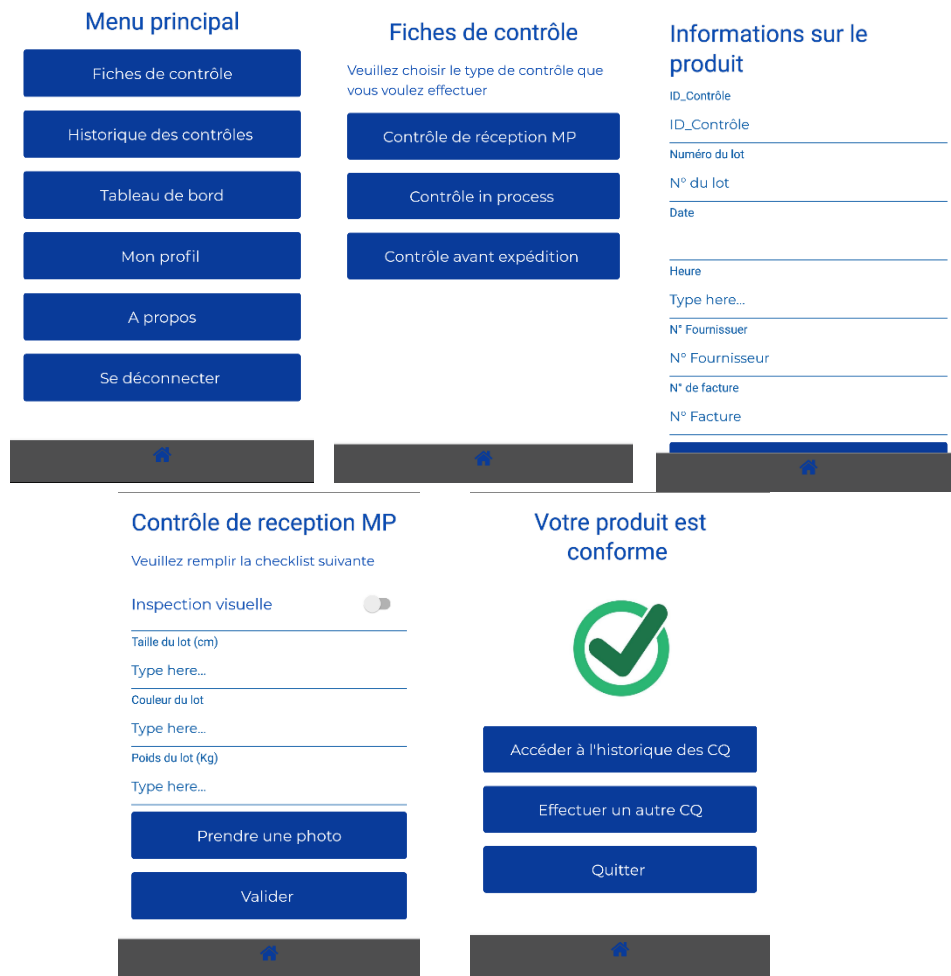 Menu principal
Fiches de contrôle
Historique des contrôles
Tableau de bord
Mon profil
A propos
Se déconnecter
Fiches de contrôle
Veuillez choisir le type de contrôle que
vous voulez effectuer
Contrôle de réception MP
Contrôle in process
Contrôle avant expédition
Informations sur le
produit
ID_Contrôle
ID_Contrôle
Numéro du lot
N° du lot
Date
Heure
Type here...
N° Fournissuer
N° Fournisseur
N° de facture
N° Facture
Contrôle de reception MP
Veuillez remplir la checklist suivante
Inspection visuelle
Taille du lot (cm)
Type here...
Couleur du lot
Type here...
Poids du lot (Kg)
Type here...
Prendre une photo
Valider
Votre produit est
conforme
Accéder à l'historique des CQ
Effectuer un autre CQ
Quitter